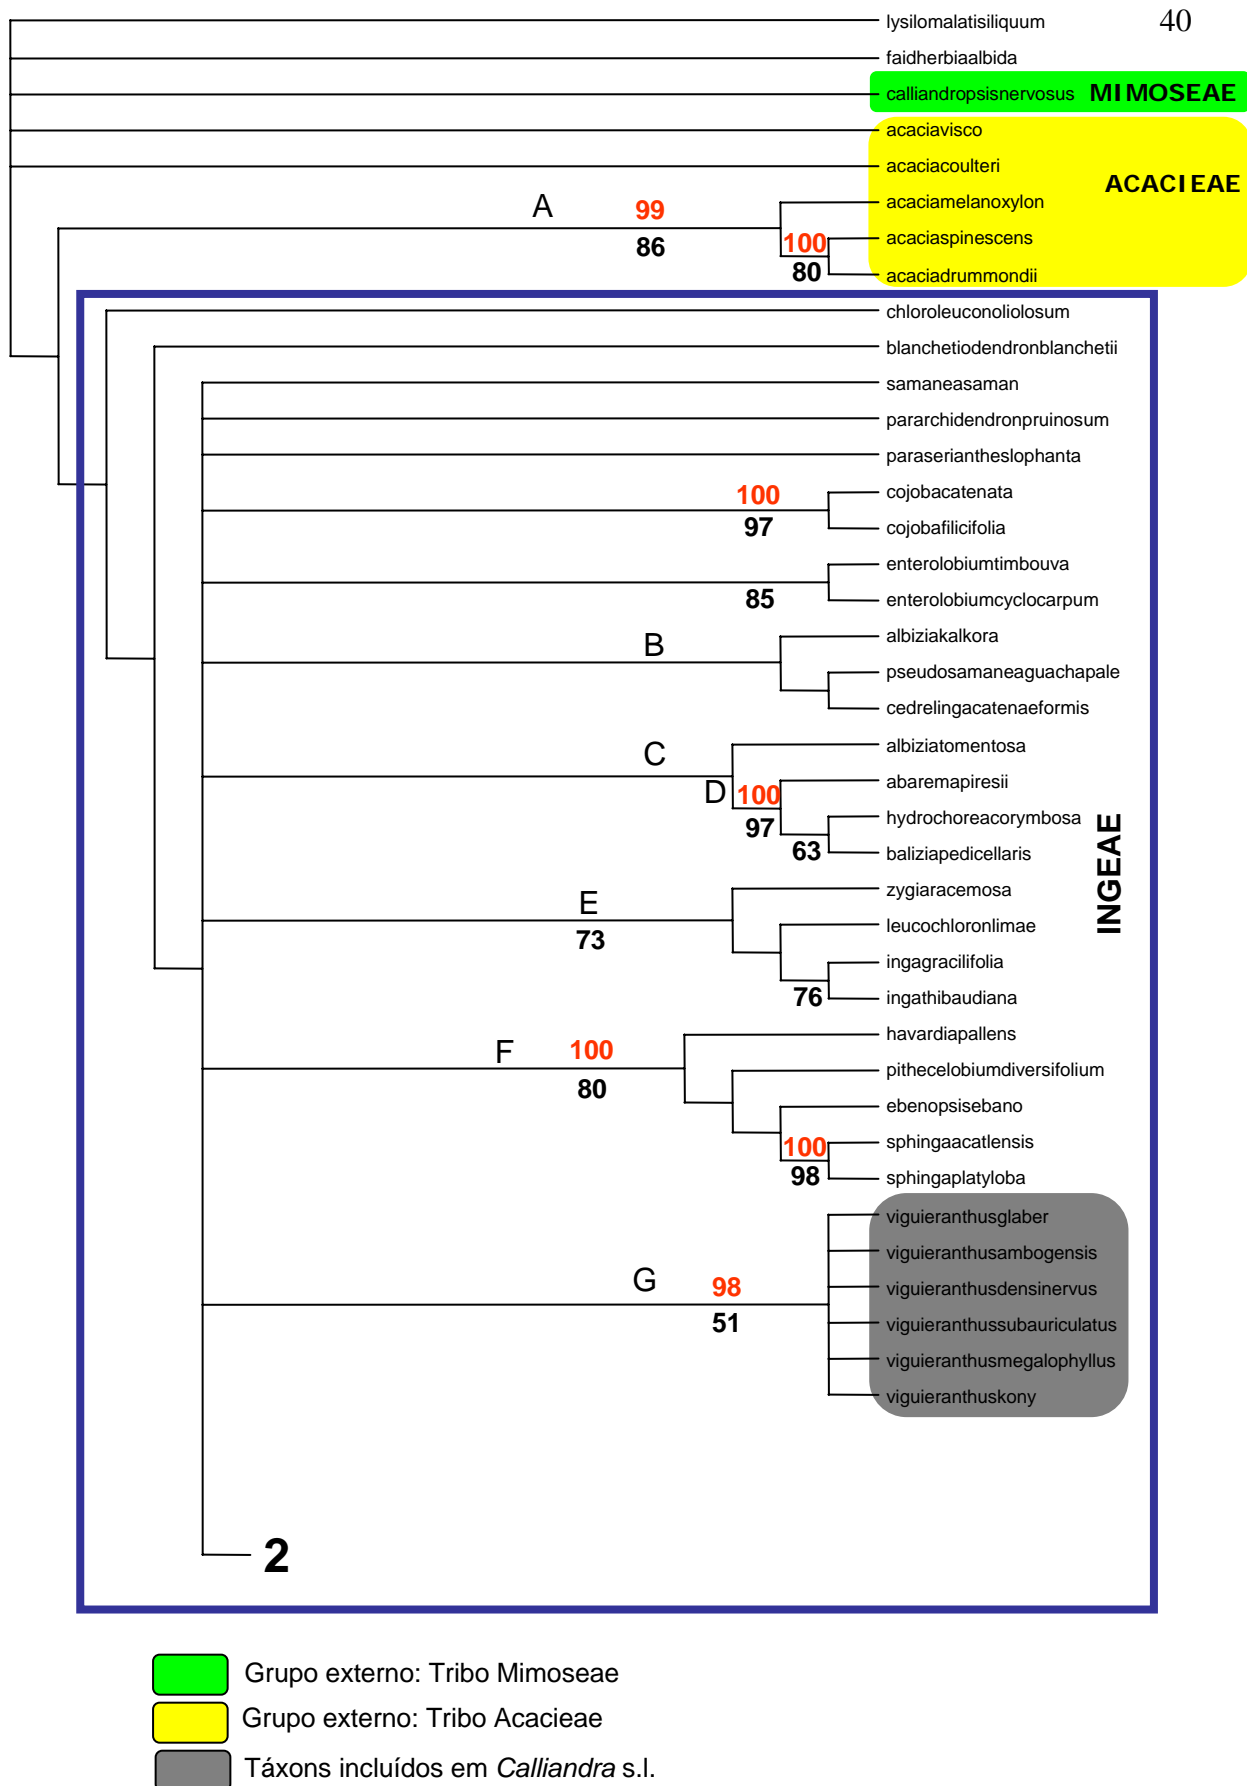 lysilomalatisiliquum 40
faidherbiaalbida
calliandropsisnervosus MIMOSEAE
acaciavisco
acaciacoulteri
ACACIEAE
A 99 acaciamelanoxylon
86 100 acaciaspinescens
80 acaciadrummondii
chloroleuconoliolosum
blanchetiodendronblanchetii
samaneasaman
pararchidendronpruinosum
paraseriantheslophanta
100 cojobacatenata
97 cojobafilicifolia
enterolobiumtimbouva
85 enterolobiumcyclocarpum
B albiziakalkora
pseudosamaneaguachapale
cedrelingacatenaeformis
C albiziatomentosa
D 100 abaremapiresii
97 hydrochoreacorymbosa
63 baliziapedicellaris
INGEAE
E zygiaracemosa
73 leucochloronlimae
ingagracilifolia
76 ingathibaudiana
F 100 havardiapallens
80 pithecelobiumdiversifolium
ebenopsisebano
100 sphingaacatlensis
98 sphingaplatyloba
viguieranthusglaber
viguieranthusambogensis
G 98 viguieranthusdensinervus
51 viguieranthussubauriculatus
viguieranthusmegalophyllus
viguieranthuskony
2
Grupo externo: Tribo Mimoseae
Grupo externo: Tribo Acacieae
Táxons incluídos em Calliandra s.l.